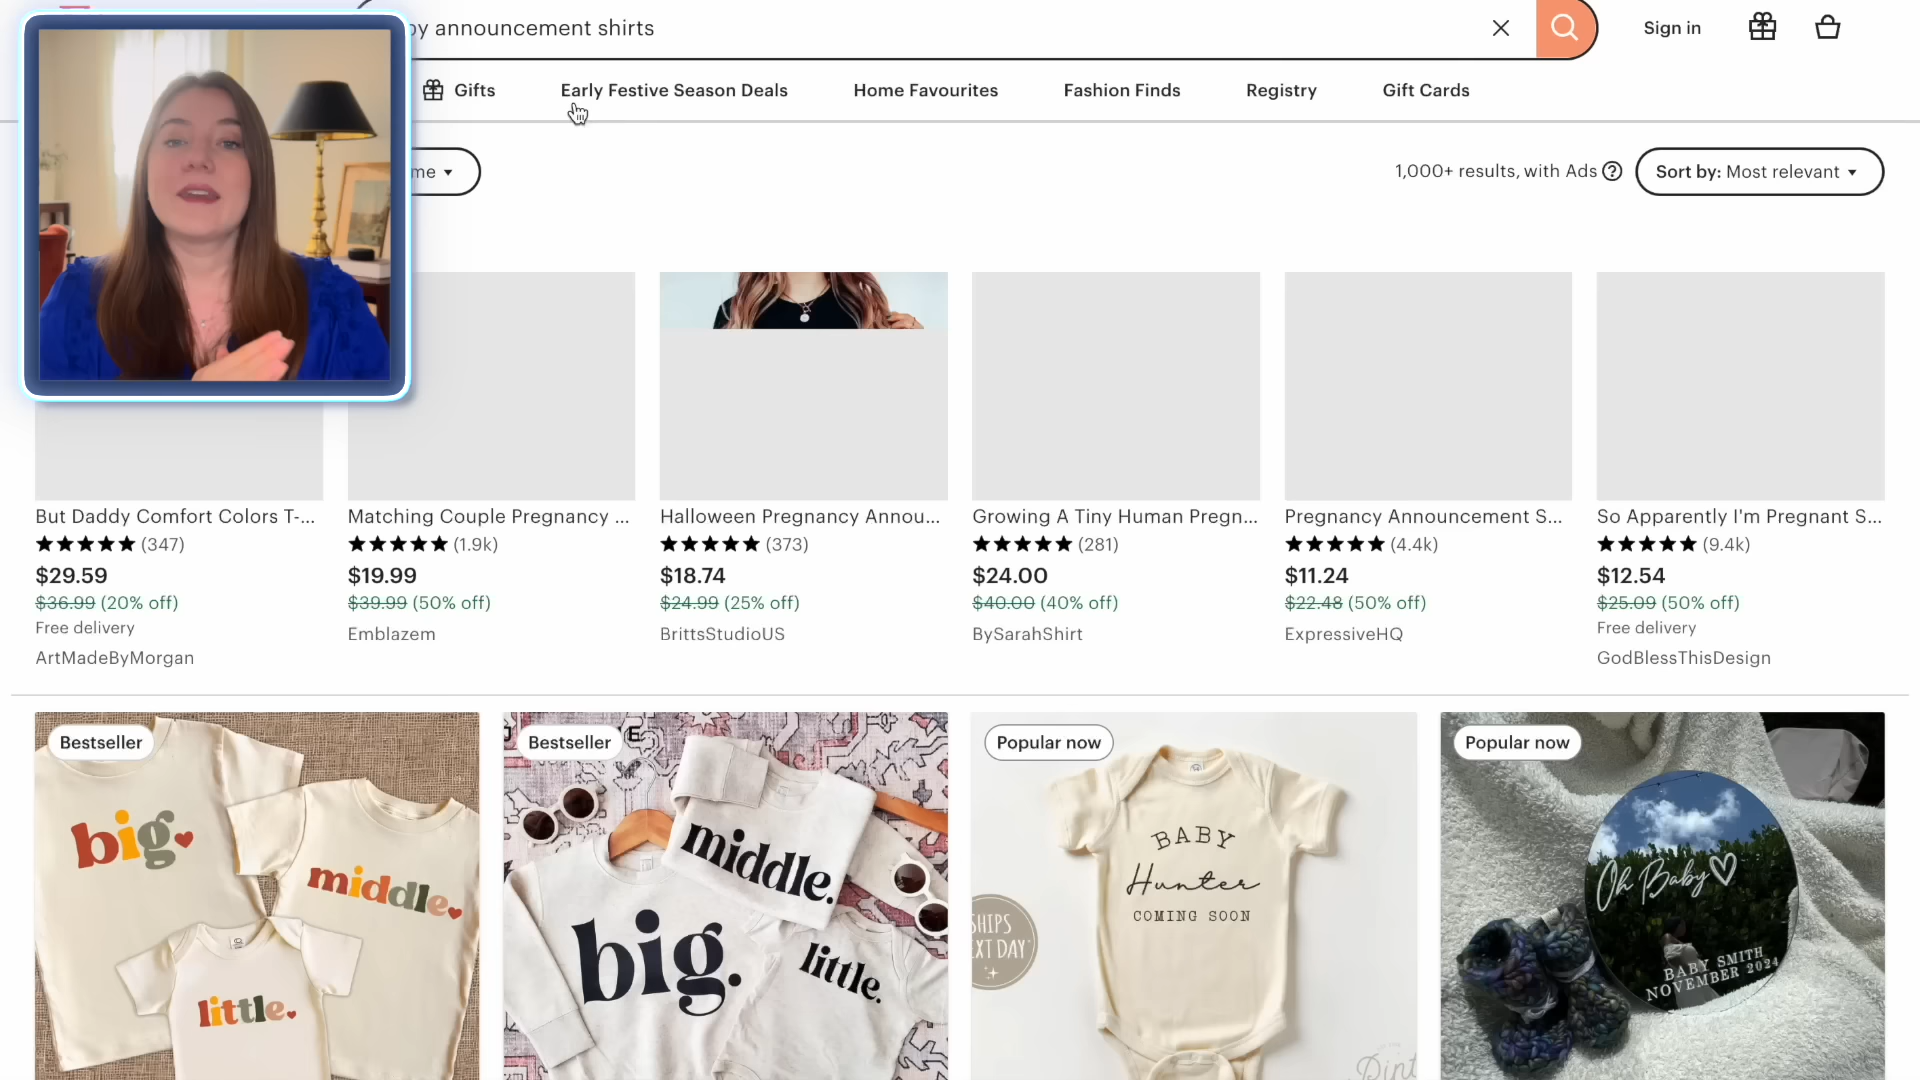 announcement shirts
Sign in
Gifts
Early Festive Season Deals
Home Favourites
Fashion Finds
Registry
Gift Cards
1,000+ results, with Ads
Sort by: Most relevant
But Daddy Comfort Colors T-...
(347)
$29.59
$36.99 (20% off)
Free delivery
ArtMadeByMorgan
Matching Couple Pregnancy ...
(1.9k)
$19.99
$39.99 (50% off)
Emblazem
Halloween Pregnancy Annou...
(373)
$18.74
$24.99 (25% off)
BrittsStudioUS
Growing A Tiny Human Pregn...
(281)
$24.00
$40.00 (40% off)
BySarahShirt
Pregnancy Announcement S...
(4.4k)
$11.24
$22.48 (50% off)
ExpressiveHQ
So Apparently I'm Pregnant S...
(9.4k)
$12.54
$25.09 (50% off)
Free delivery
GodBlessThisDesign
Bestseller
big
middle
little
Bestseller
middle.
big.
little.
Popular now
BABY
Hunter
COMING SOON
SHIPS
DAY
Popular now
Oh Baby
BABY SMITH
NOVEMBER 2024